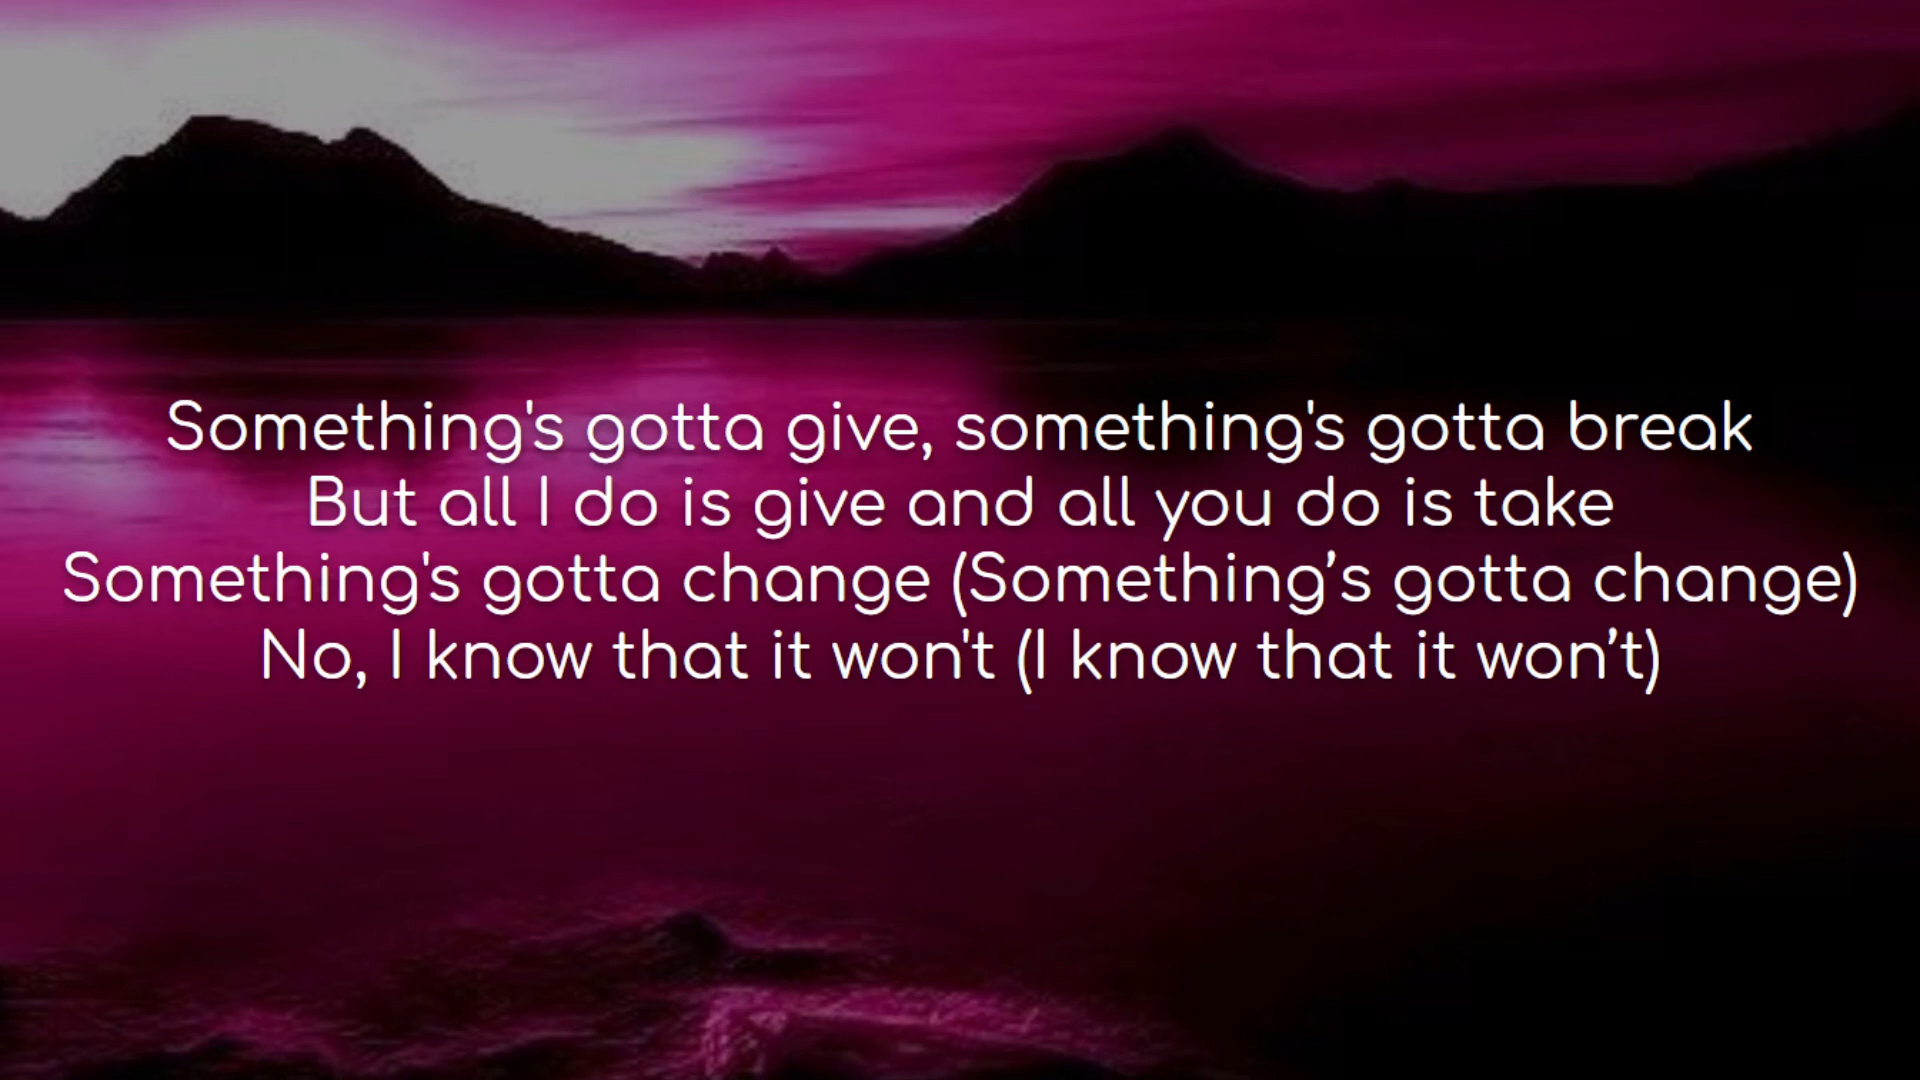 Something's gotta give, something's gotta break
But all I do is give and all you do is take
Something's gotta change (Something’s gotta change)
No, I know that it won't (I know that it won’t)